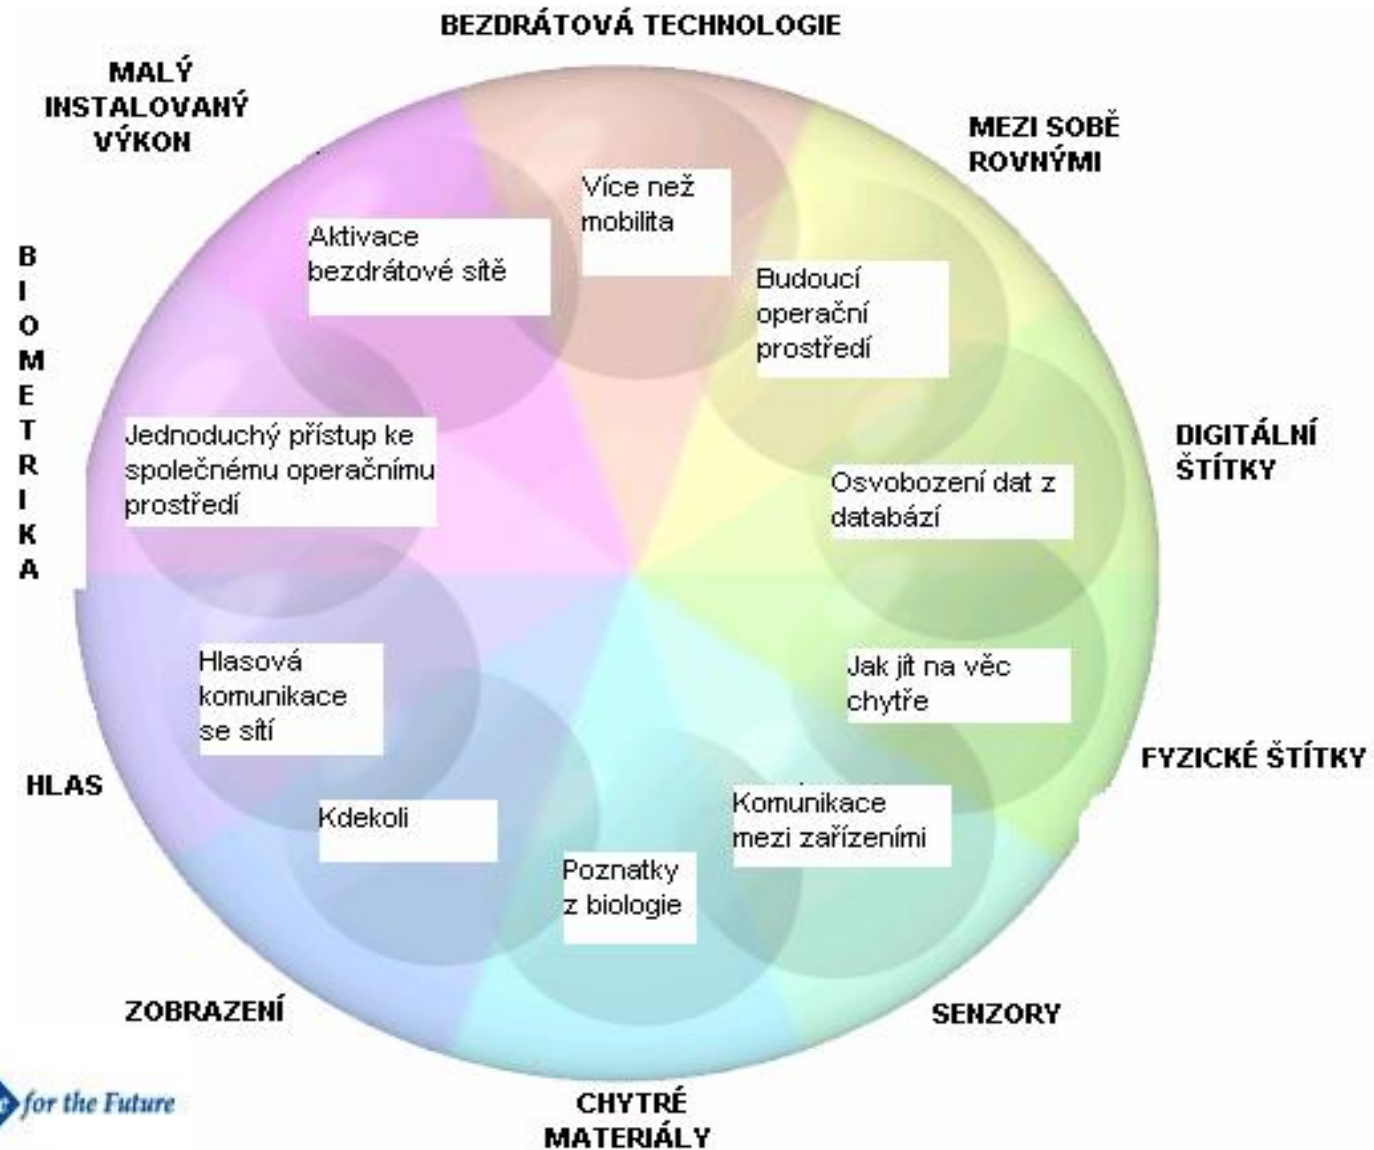 BEZDRÁTOVÁ TECHNOLOGIE
MALÝ
INSTALOVANÝ
VÝKON
MEZI SOBĚ
ROVNÝMI
Více než
mobilita
Aktivace
bezdrátové sítě
Budoucí
operační
prostředí
BIOMETRIKA
Jednoduchý přístup ke
společnému operačnímu
prostředí
DIGITÁLNÍ
ŠTÍTKY
Osvobození dat z
databází
Hlasová
komunikace
se sítí
Jak jít na věc
chytře
HLAS
FYZICKÉ ŠTÍTKY
Kdekoli
Komunikace
mezi zařízeními
Poznatky
z biologie
ZOBRAZENÍ
SENZORY
for the Future
CHYTRÉ
MATERIÁLY